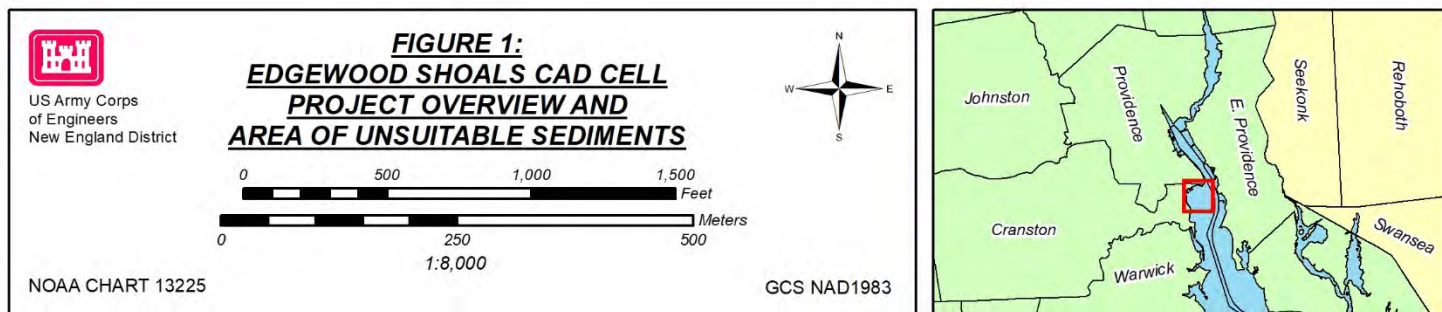 US Army Corps
of Engineers
New England District
FIGURE 1:
EDGEWOOD SHOALS CAD CELL
PROJECT OVERVIEW AND
AREA OF UNSUITABLE SEDIMENTS
N
W E
S
0 500 1,000 1,500
Feet
Meters
0 250 500
1:8,000
NOAA CHART 13225
GCS NAD1983
Johnston
Providence
E. Providence
Seekonk
Rehoboth
Cranston
Swansea
Warwick